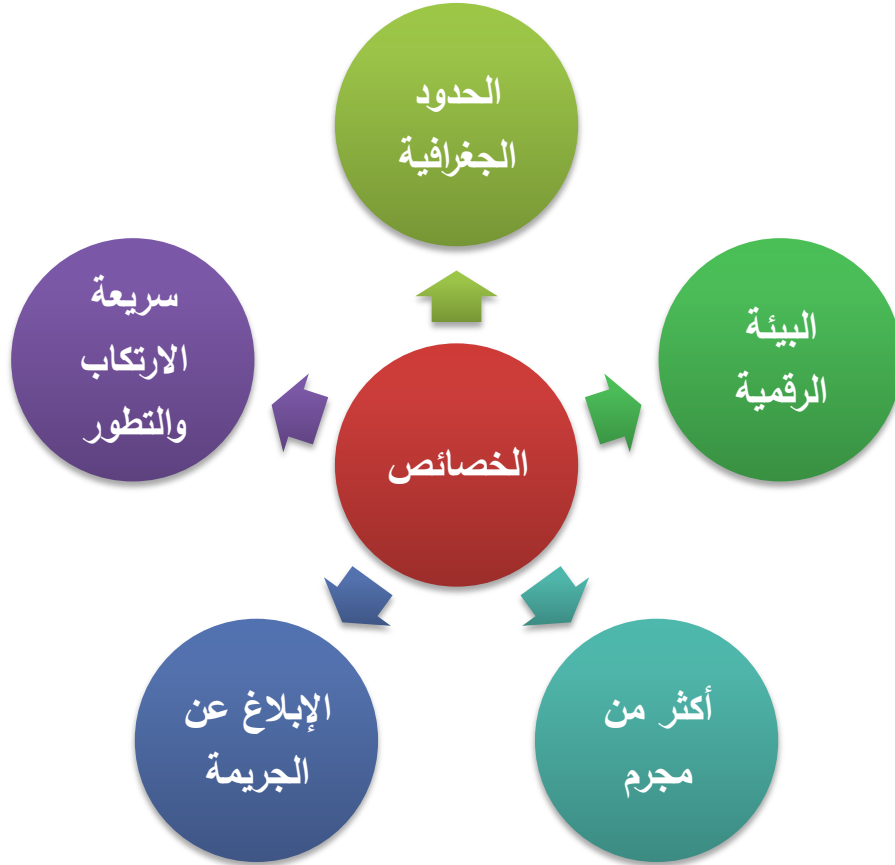 الحدود
الجغرافية
البيئة
الرقمية
أكثر من
مجرم
الإبلاغ عن
الجريمة
سريعة
الارتكاب
والتطور
الخصائص